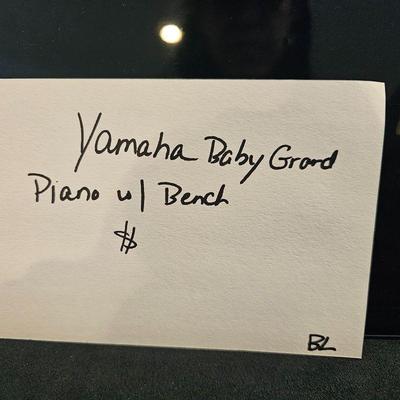 Yamaha Baby Grand
Piano w/ Bench
$
BL